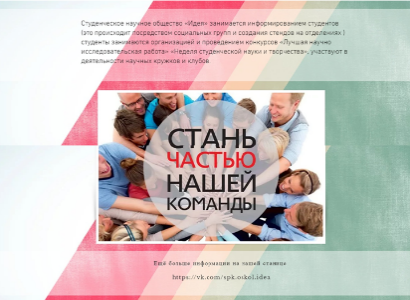 Студенческое научное общество «Идея» занимается информированием студентов
(это происходит посредством социальных групп и создания стендов на отделениях )
студенты занимаются организацией и проведением конкурсов «Лучшая научно
исследовательская работа» «Неделя студенческой науки и творчества», участвуют в
деятельности научных кружков и клубов.
СТАНЬ
ЧАСТЬЮ
НАШЕЙ
КОМАНДЫ
Ещё больше информации на нашей станице
https://vk.com/spk.oskol.idea